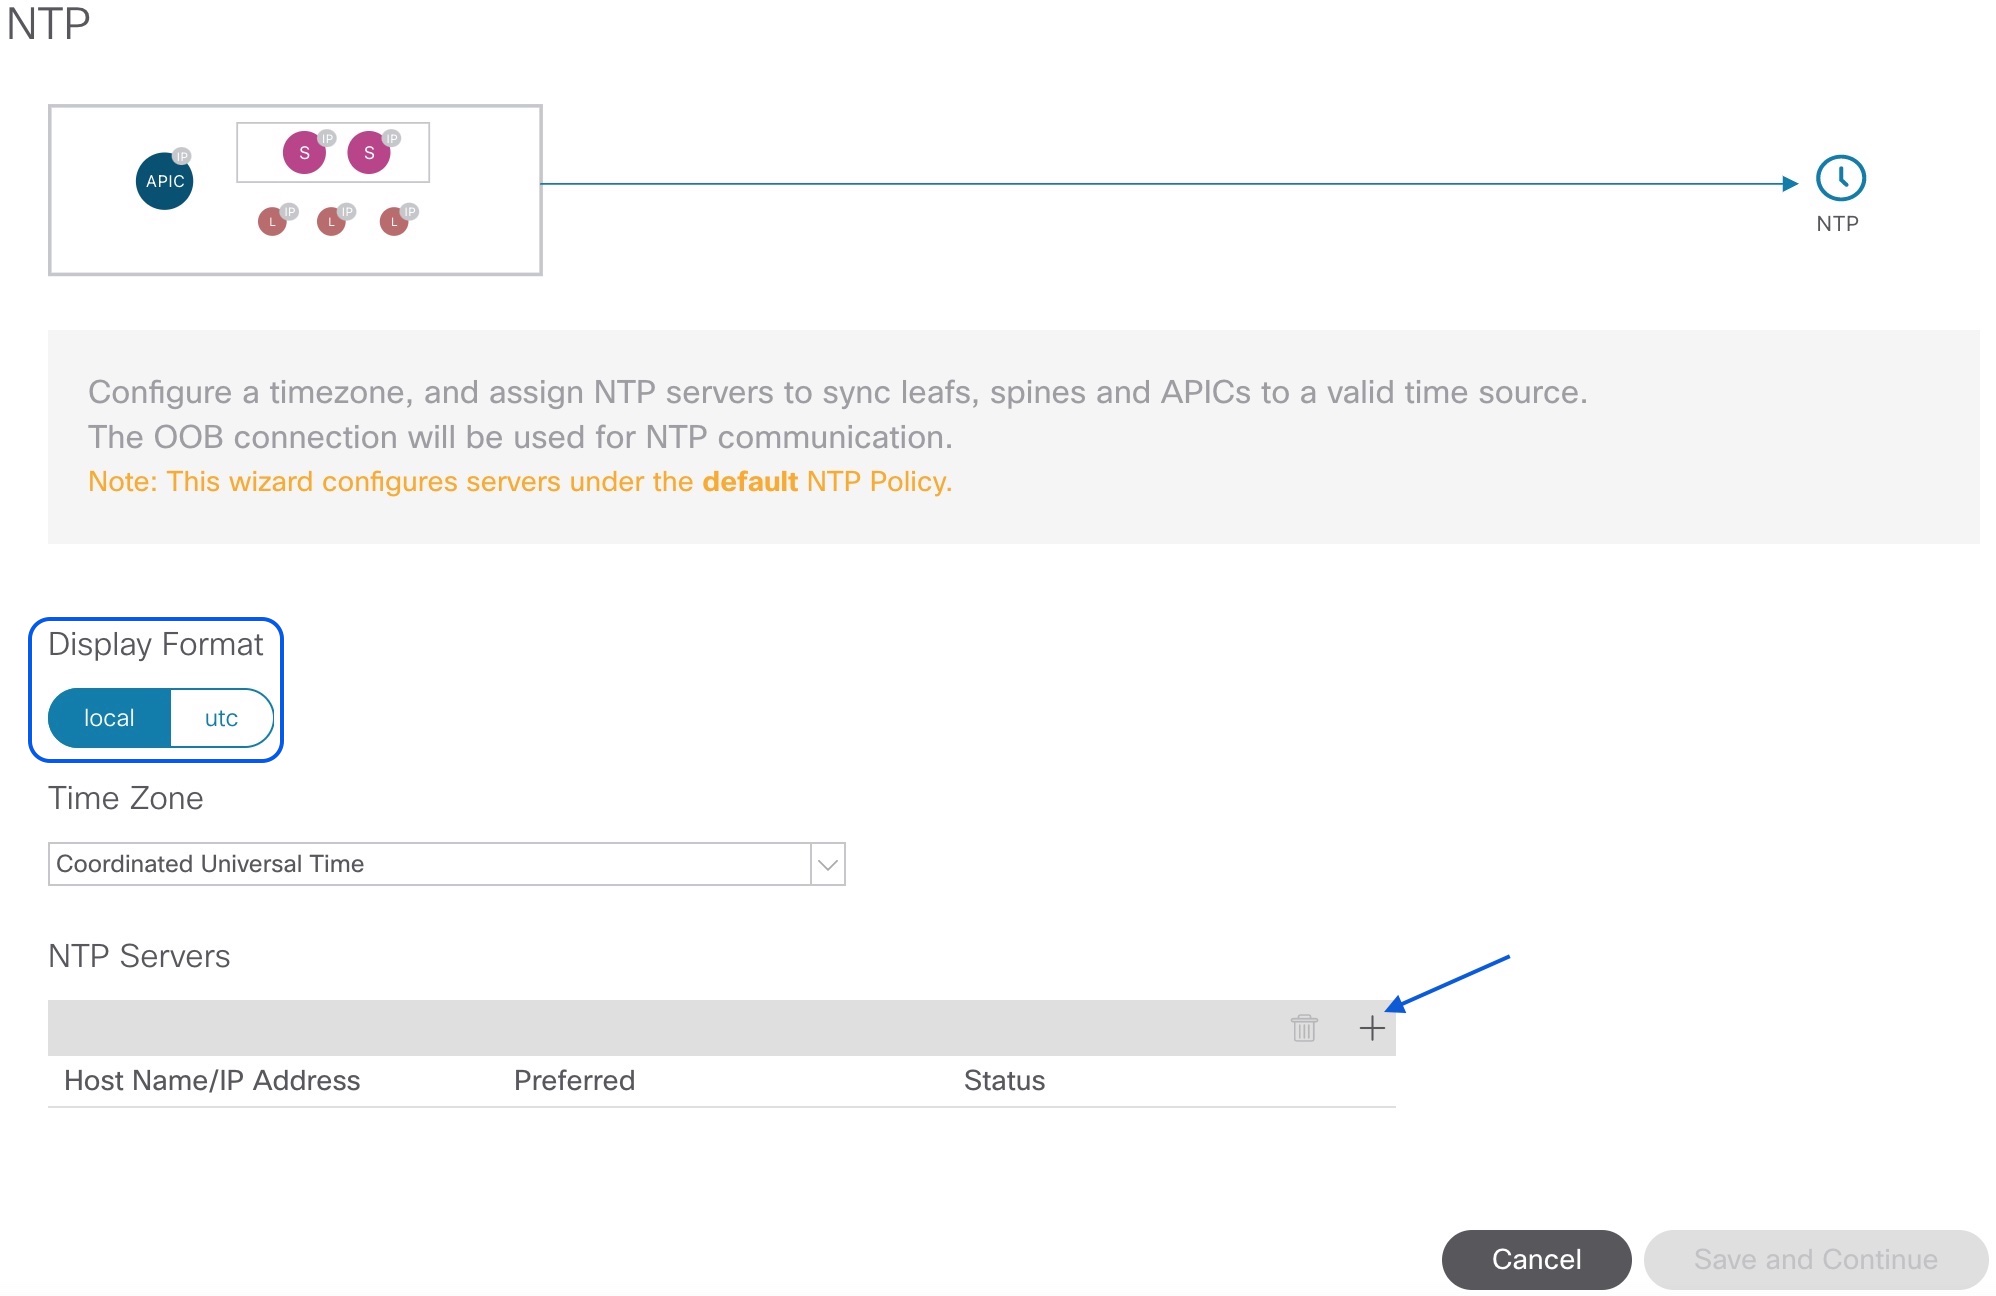 NTP
IP
IP
S
S
IP
APIC
IP
IP
IP
L
L
L
NTP
Configure a timezone, and assign NTP servers to sync leafs, spines and APICs to a valid time source.
The OOB connection will be used for NTP communication.
Note: This wizard configures servers under the default NTP Policy.
Display Format
local utc
Time Zone
Coordinated Universal Time
NTP Servers
Host Name/IP Address Preferred Status
Cancel Save and Continue